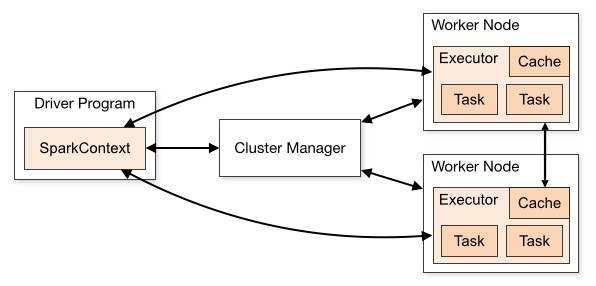 Driver Program
SparkContext
Cluster Manager
Worker Node
Executor
Cache
Task
Task
Worker Node
Executor
Cache
Task
Task